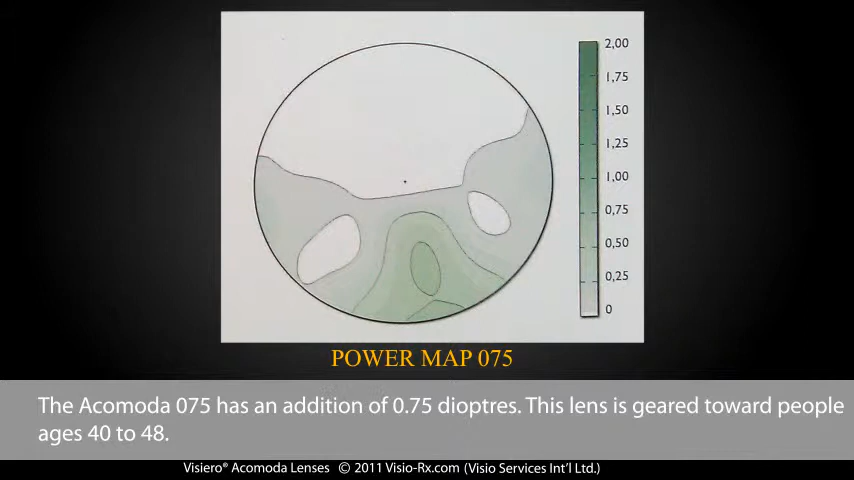 2,00
1,75
1,50
1,25
1,00
0,75
0,50
0,25
0
POWER MAP 075
The Acomoda 075 has an addition of 0.75 dioptres. This lens is geared toward people
ages 40 to 48.
Visiero® Acomoda Lenses © 2011 Visio-Rx.com (Visio Services Int'l Ltd.)